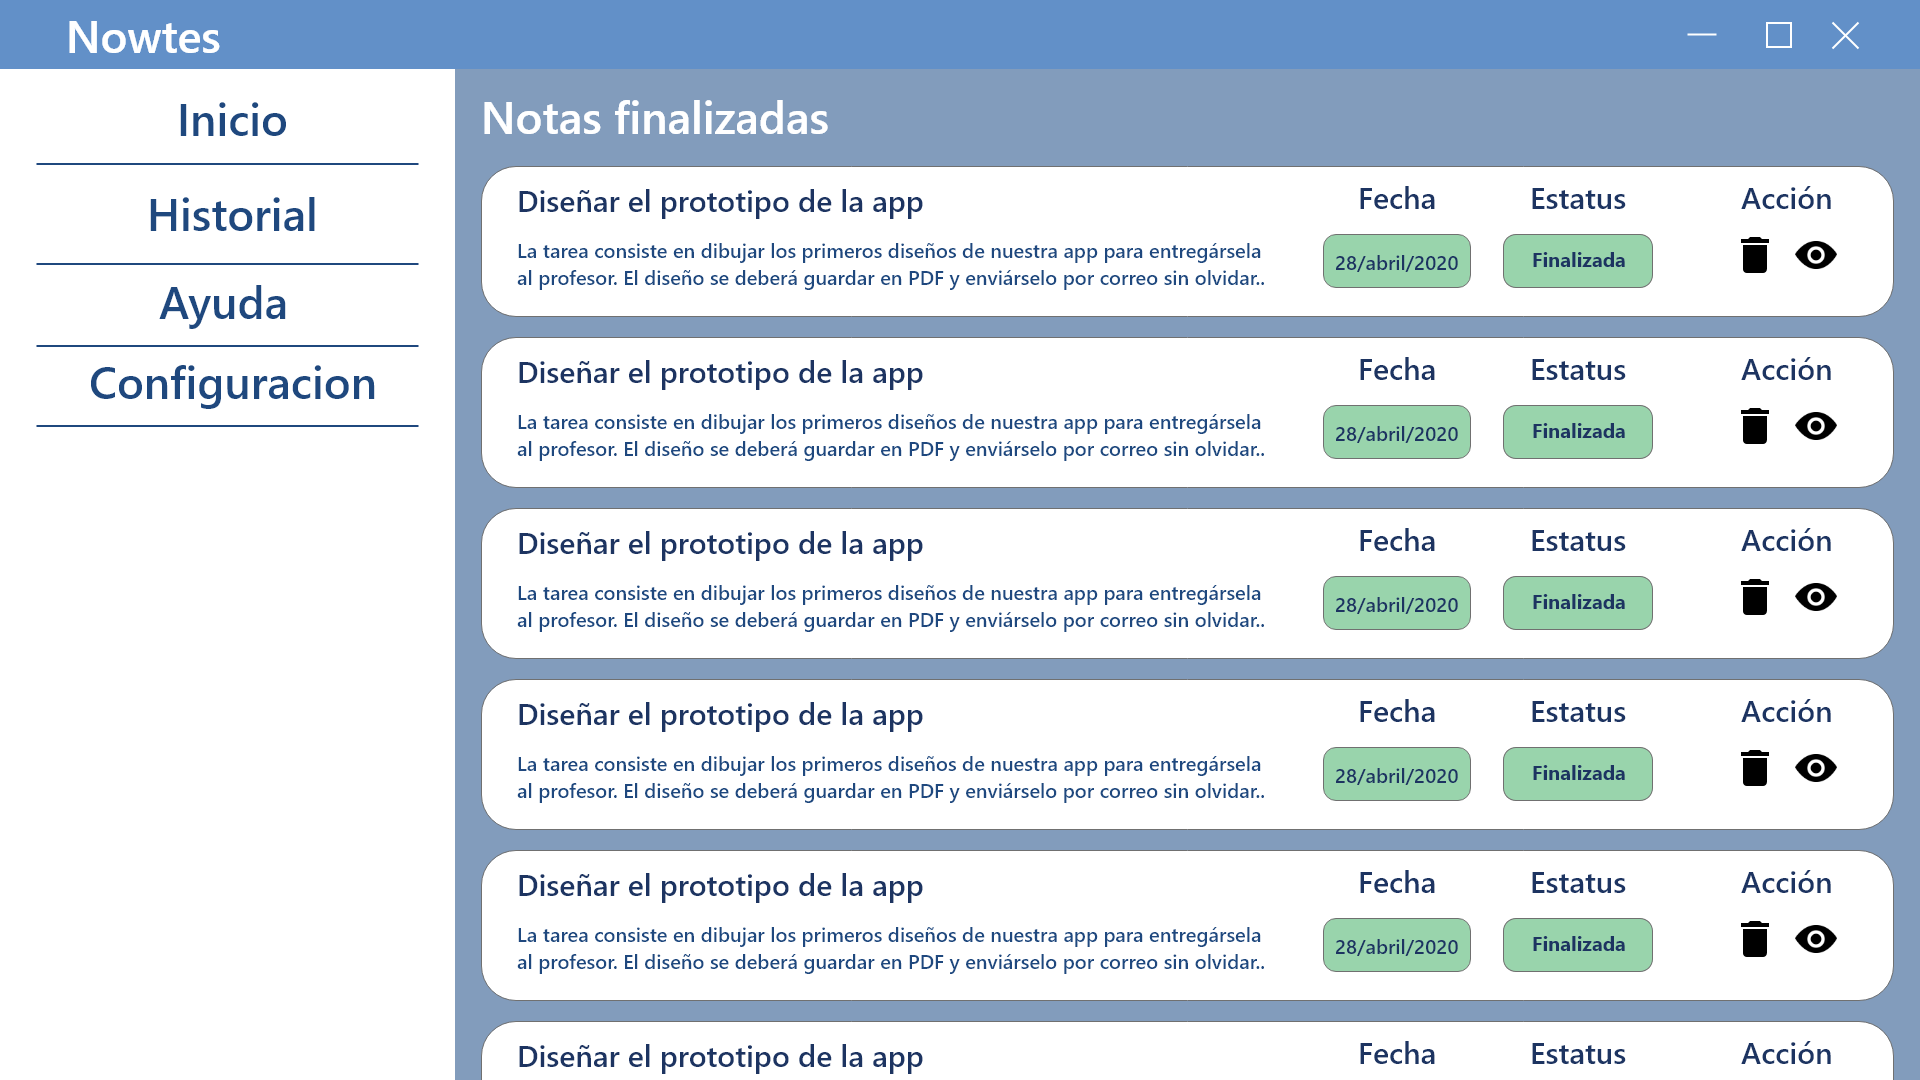 Nowtes
Inicio
Historial
Ayuda
Configuracion
Notas finalizadas
Diseñar el prototipo de la app
La tarea consiste en dibujar los primeros diseños de nuestra app para entregársela
al profesor. El diseño se deberá guardar en PDF y enviárselo por correo sin olvidar..
Fecha
28/abril/2020
Estatus
Finalizada
Acción
Diseñar el prototipo de la app
La tarea consiste en dibujar los primeros diseños de nuestra app para entregársela
al profesor. El diseño se deberá guardar en PDF y enviárselo por correo sin olvidar..
Fecha
28/abril/2020
Estatus
Finalizada
Acción
Diseñar el prototipo de la app
La tarea consiste en dibujar los primeros diseños de nuestra app para entregársela
al profesor. El diseño se deberá guardar en PDF y enviárselo por correo sin olvidar..
Fecha
28/abril/2020
Estatus
Finalizada
Acción
Diseñar el prototipo de la app
La tarea consiste en dibujar los primeros diseños de nuestra app para entregársela
al profesor. El diseño se deberá guardar en PDF y enviárselo por correo sin olvidar..
Fecha
28/abril/2020
Estatus
Finalizada
Acción
Diseñar el prototipo de la app
La tarea consiste en dibujar los primeros diseños de nuestra app para entregársela
al profesor. El diseño se deberá guardar en PDF y enviárselo por correo sin olvidar..
Fecha
28/abril/2020
Estatus
Finalizada
Acción
Diseñar el prototipo de la app
Fecha
Estatus
Acción